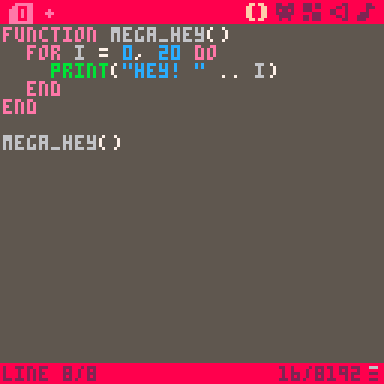 0 +
FUNCTION MEGA_HEY()
  FOR I = 0, 20 DO
    PRINT("HEY! " .. I)
  END
END

MEGA_HEY()
LINE 8/8 16/8192